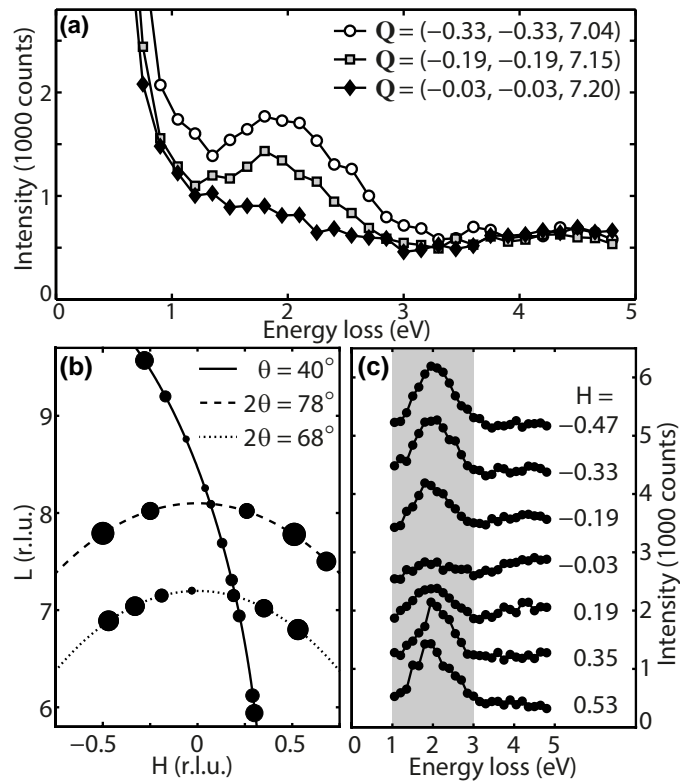 (a)
Q = (−0.33, −0.33, 7.04)
Q = (−0.19, −0.19, 7.15)
Q = (−0.03, −0.03, 7.20)
Intensity (1000 counts)
2
1
0
0 1 2 3 4 5
Energy loss (eV)
(b)
θ = 40°
2θ = 78°
2θ = 68°
L (r.l.u.)
9
8
7
6
−0.5 0 0.5
H (r.l.u.)
(c)
H =
−0.47
−0.33
−0.19
−0.03
0.19
0.35
0.53
6
5
4
3
2
1
0
Intensity (1000 counts)
0 1 2 3 4 5
Energy loss (eV)